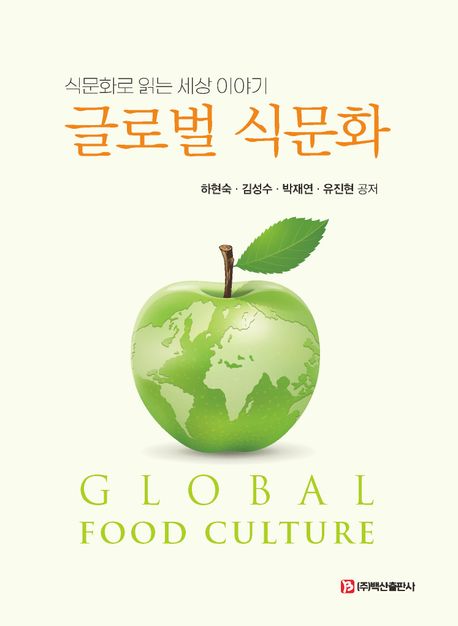 식문화로 읽는 세상 이야기
글로벌 식문화
하현숙 · 김성수 · 박재연 · 유진현 공저
GLOBAL
FOOD CULTURE
(주)백산출판사